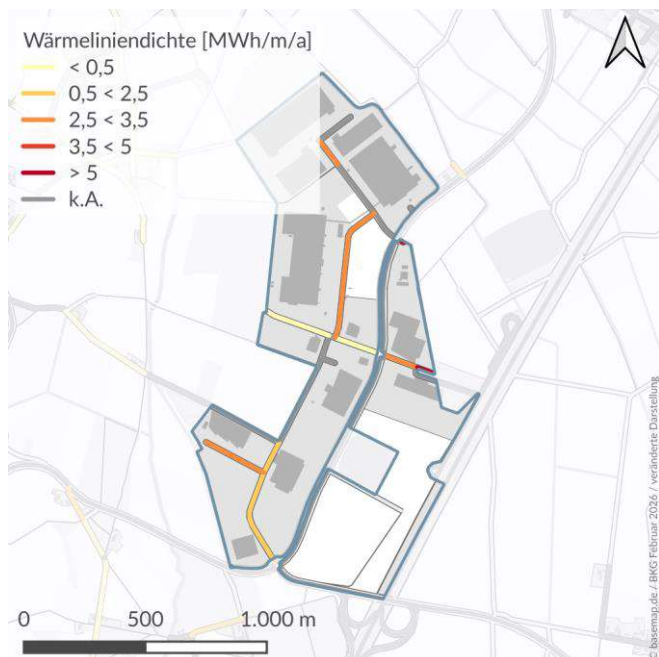 Wärmeliniendichte [MWh/m/a]
< 0,5
0,5 < 2,5
2,5 < 3,5
3,5 < 5
> 5
k.A.
0 500 1.000 m
© basemap.de / BKG Februar 2026 / veränderte Darstellung